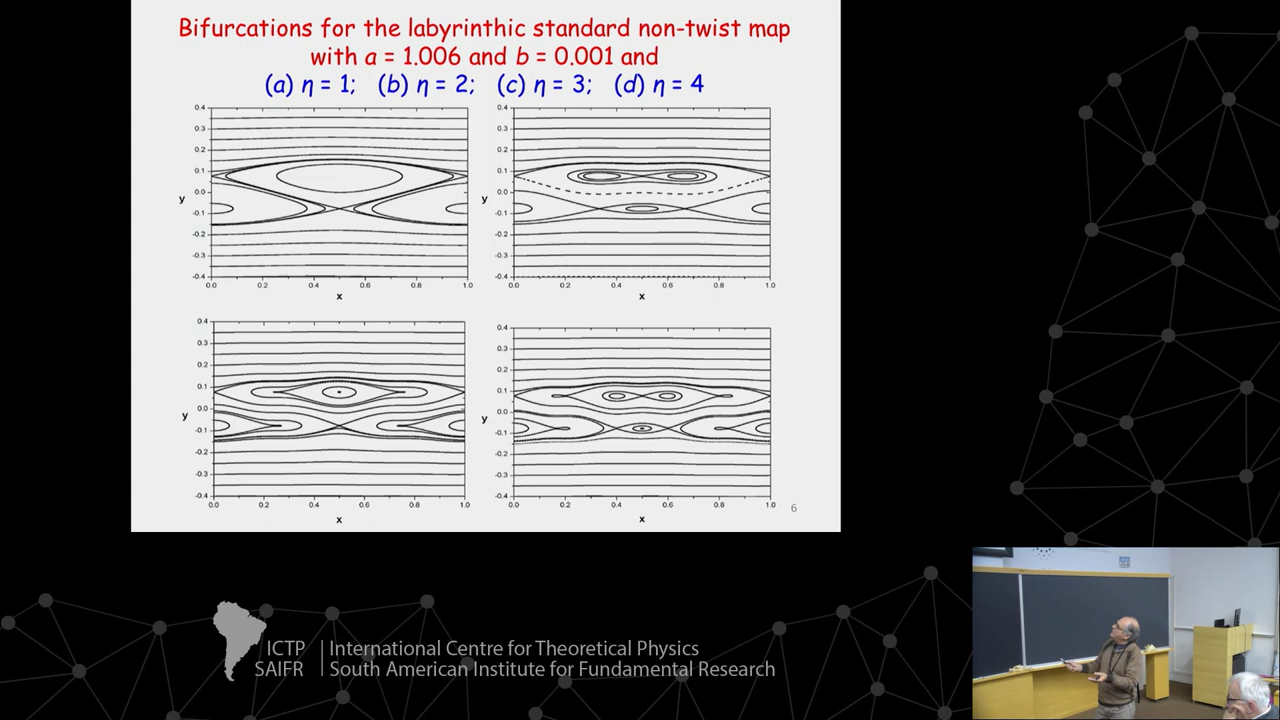 Bifurcations for the labyrinthic standard non-twist map
with a = 1.006 and b = 0.001 and
(a) η = 1; (b) η = 2; (c) η = 3; (d) η = 4
0.4
0.3
0.2
0.1
0.0
-0.1
-0.2
-0.3
-0.4
y
0.0 0.2 0.4 0.6 0.8 1.0
x
0.4
0.3
0.2
0.1
0.0
-0.1
-0.2
-0.3
-0.4
y
0.0 0.2 0.4 0.6 0.8 1.0
x
0.4
0.3
0.2
0.1
0.0
-0.1
-0.2
-0.3
-0.4
y
0.0 0.2 0.4 0.6 0.8 1.0
x
0.4
0.3
0.2
0.1
0.0
-0.1
-0.2
-0.3
-0.4
y
0.0 0.2 0.4 0.6 0.8 1.0
x
6
ICTP International Centre for Theoretical Physics
SAIFR South American Institute for Fundamental Research